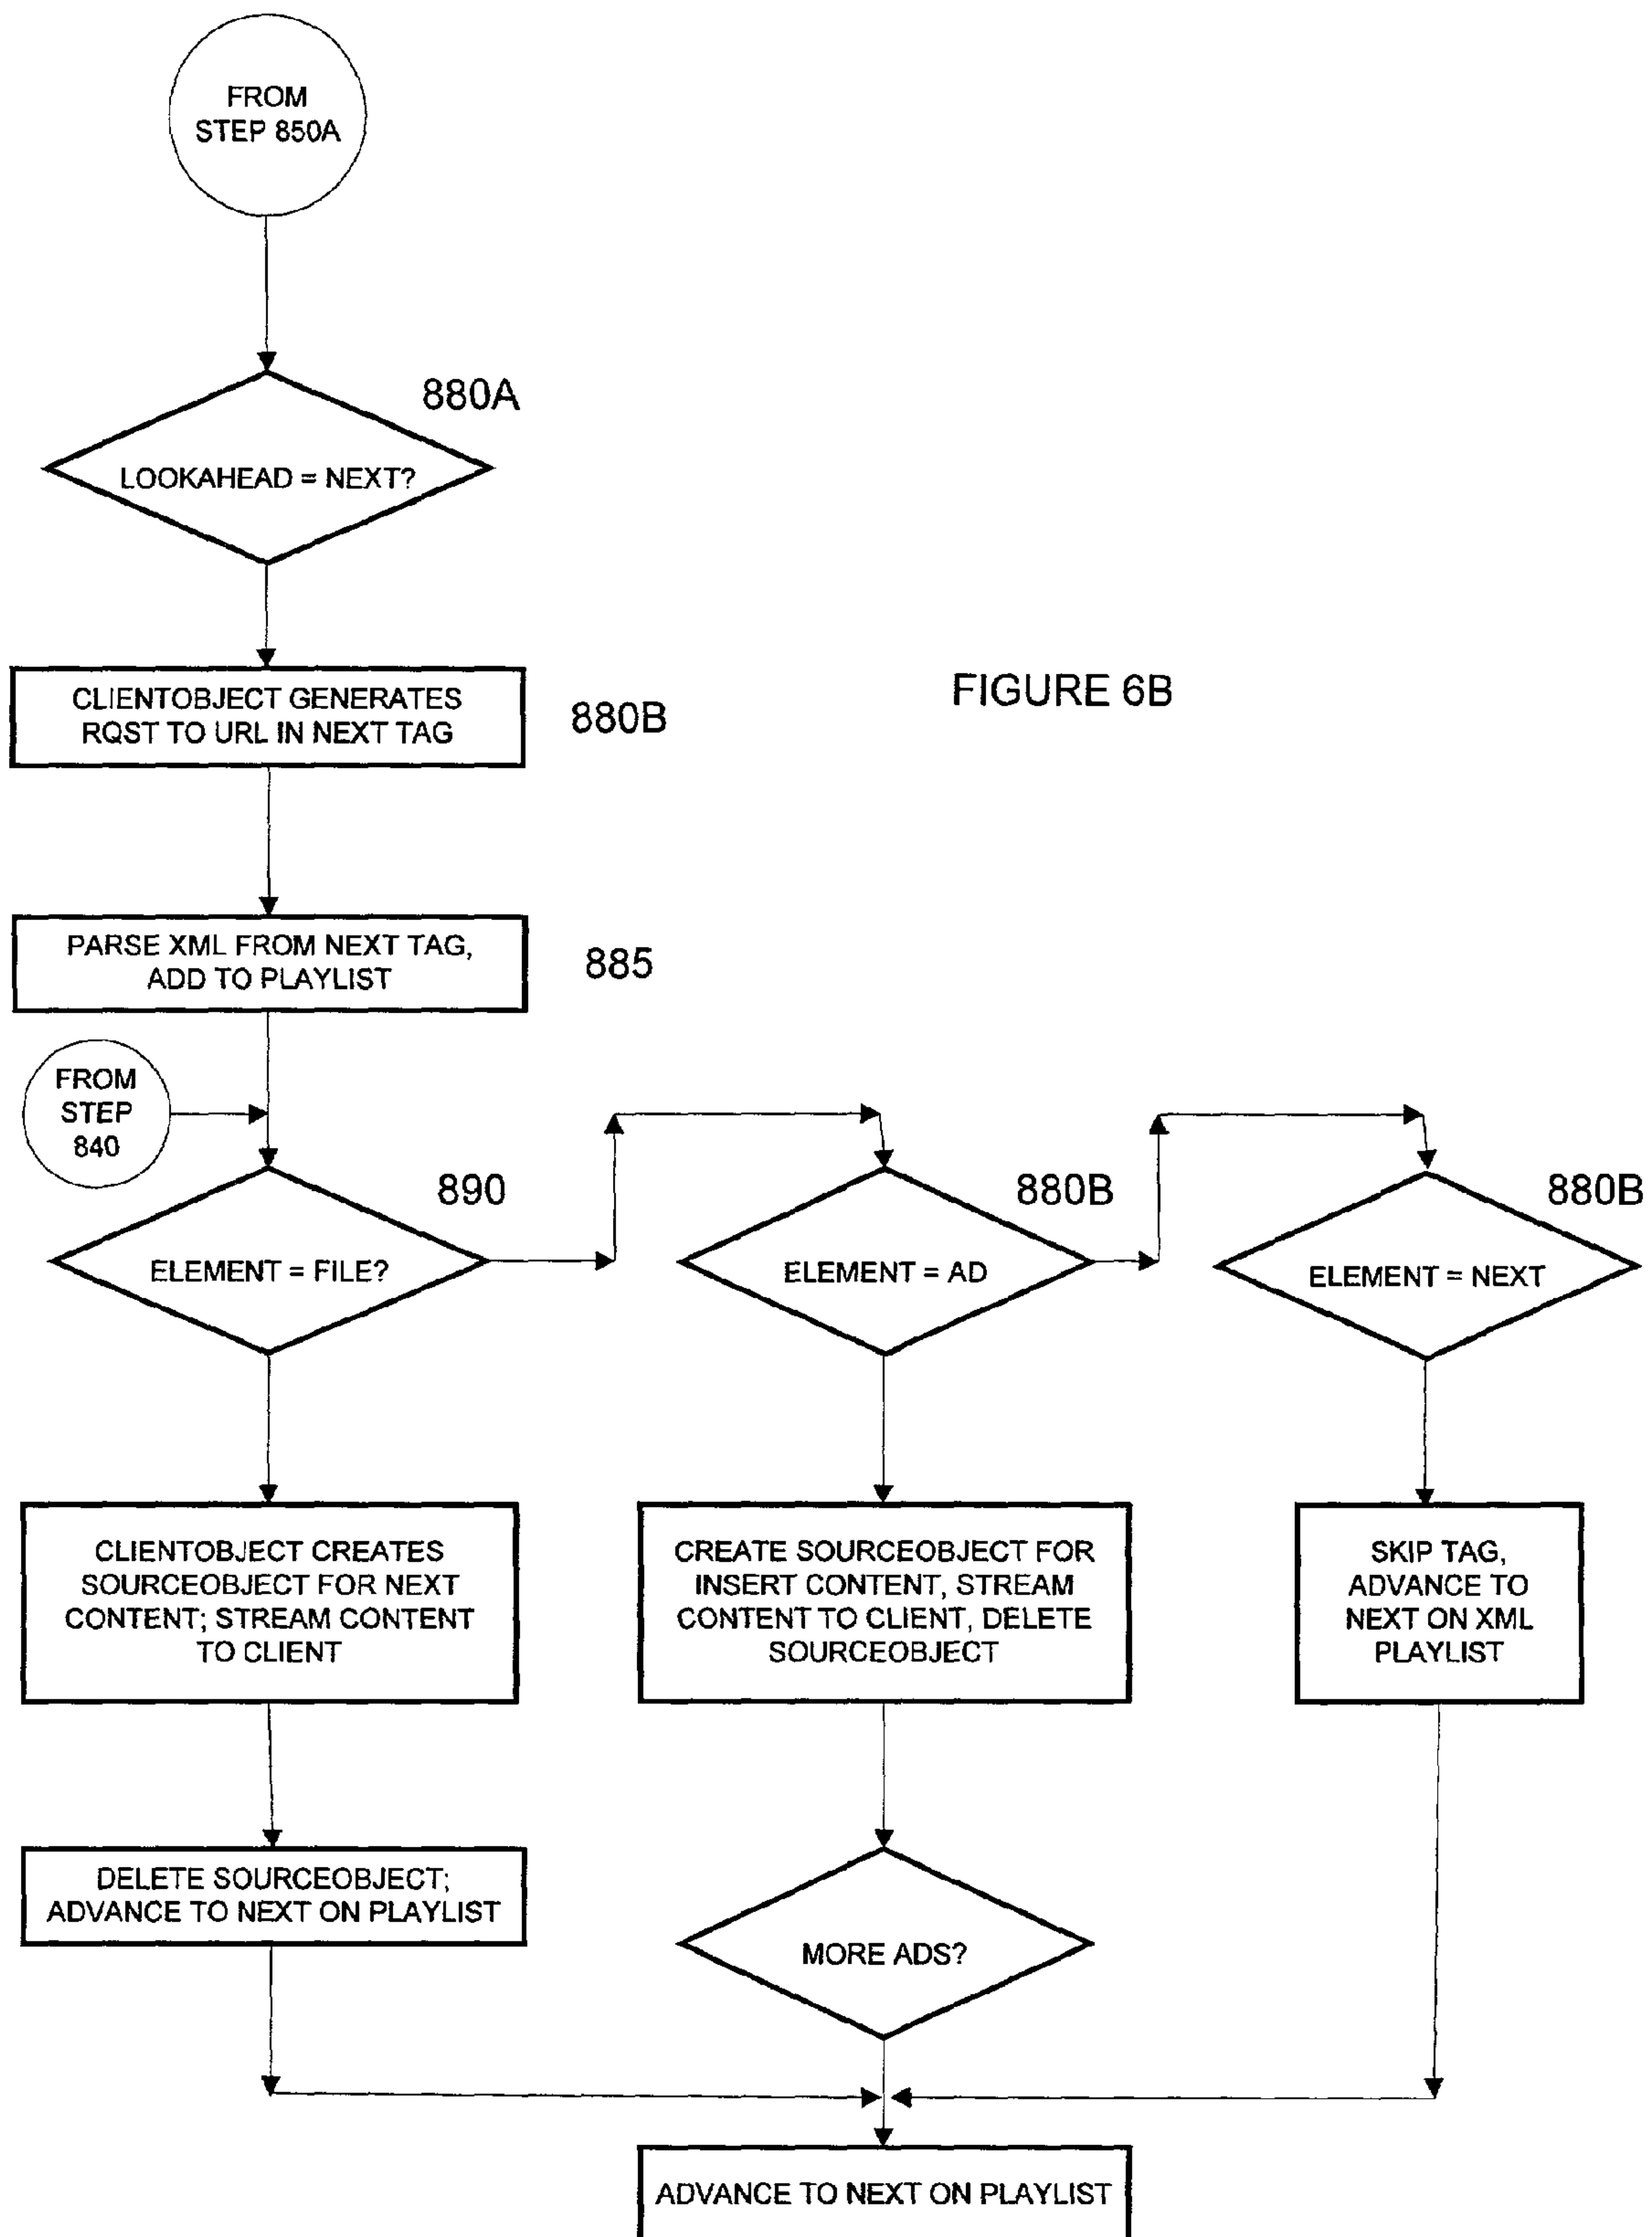 FROM
STEP 850A
880A
LOOKAHEAD = NEXT?
CLIENTOBJECT GENERATES
RQST TO URL IN NEXT TAG
880B
FIGURE 6B
PARSE XML FROM NEXT TAG,
ADD TO PLAYLIST
885
FROM
STEP
840
890
ELEMENT = FILE?
880B
ELEMENT = AD
880B
ELEMENT = NEXT
CLIENTOBJECT CREATES
SOURCEOBJECT FOR NEXT
CONTENT; STREAM CONTENT
TO CLIENT
CREATE SOURCEOBJECT FOR
INSERT CONTENT, STREAM
CONTENT TO CLIENT, DELETE
SOURCEOBJECT
SKIP TAG,
ADVANCE TO
NEXT ON XML
PLAYLIST
DELETE SOURCEOBJECT;
ADVANCE TO NEXT ON PLAYLIST
MORE ADS?
ADVANCE TO NEXT ON PLAYLIST